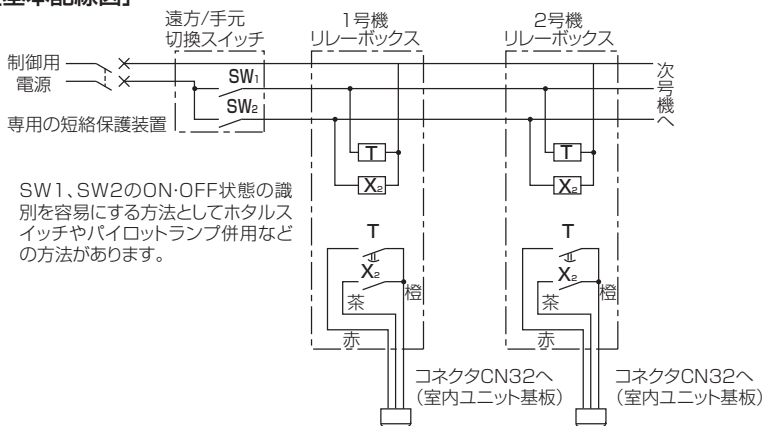 遠方/手元
切換スイッチ
1号機
リレーボックス
2号機
リレーボックス
制御用
電源
SW1
SW2
専用の短絡保護装置
次号機へ
T
X2
T
X2
SW1、SW2のON·OFF状態の識
別を容易にする方法としてホタルス
イッチやパイロットランプ併用など
の方法があります。
T
X2
茶
橙
赤
T
X2
茶
橙
赤
コネクタCN32へ
(室内ユニット基板)
コネクタCN32へ
(室内ユニット基板)